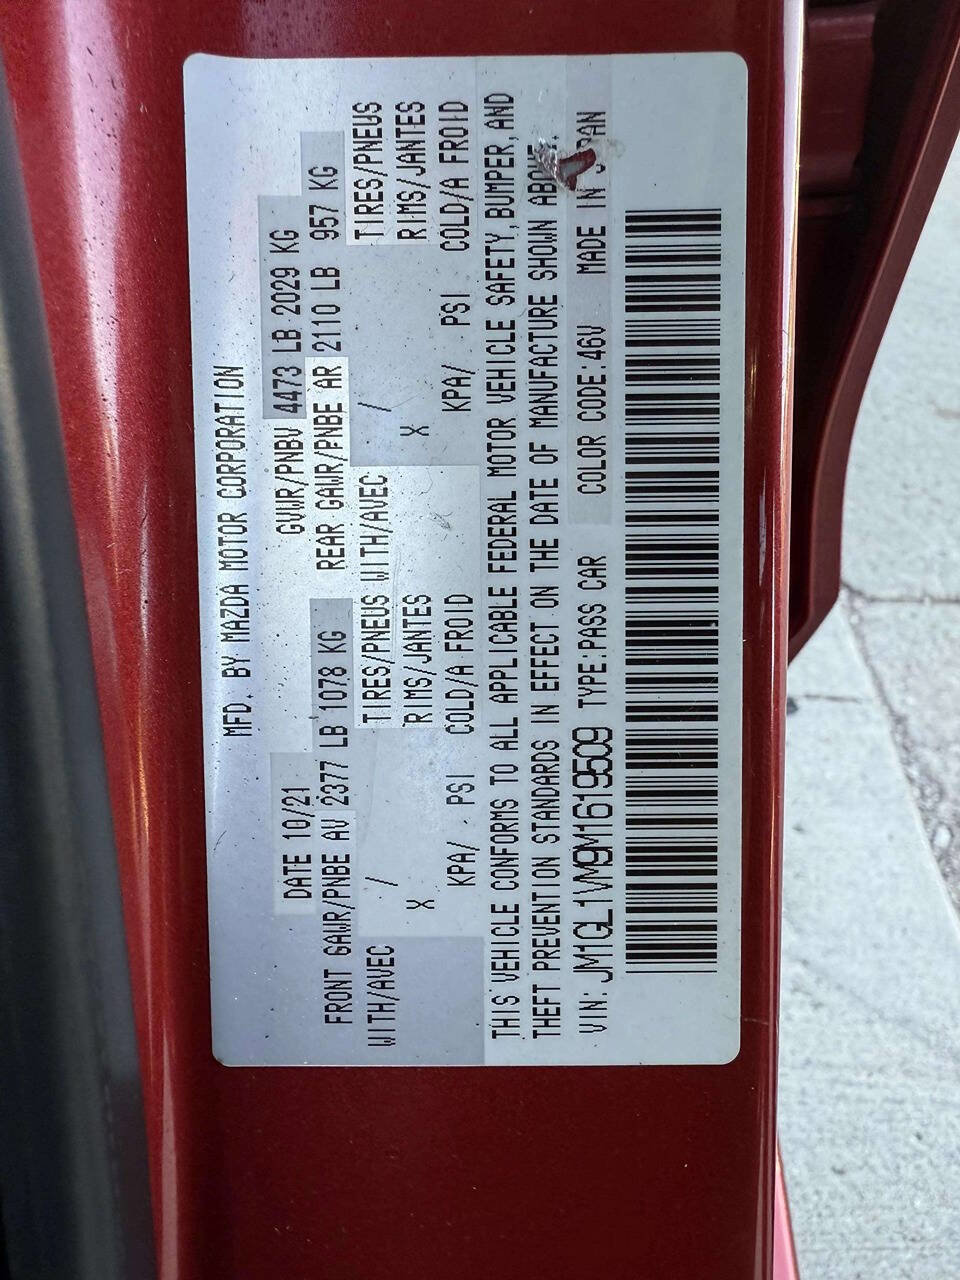 MFD. BY MAZDA MOTOR CORPORATION
DATE 10/21 GVWR/PNBV 4473 LB 2029 KG
FRONT GAWR/PNBE AV 2377 LB 1078 KG REAR GAWR/PNBE AR 2110 LB 957 KG
WITH/AVEC / TIRES/PNEUS WITH/AVEC / TIRES/PNEUS
X RIMS/JANTES X RIMS/JANTES
KPA/ PSI COLD/A FROID KPA/ PSI COLD/A FROID
THIS VEHICLE CONFORMS TO ALL APPLICABLE FEDERAL MOTOR VEHICLE SAFETY, BUMPER, AND
THEFT PREVENTION STANDARDS IN EFFECT ON THE DATE OF MANUFACTURE SHOWN ABOVE.
VIN: JM1GL1VM9M1619509 TYPE:PASS CAR COLOR CODE:46V MADE IN JAPAN